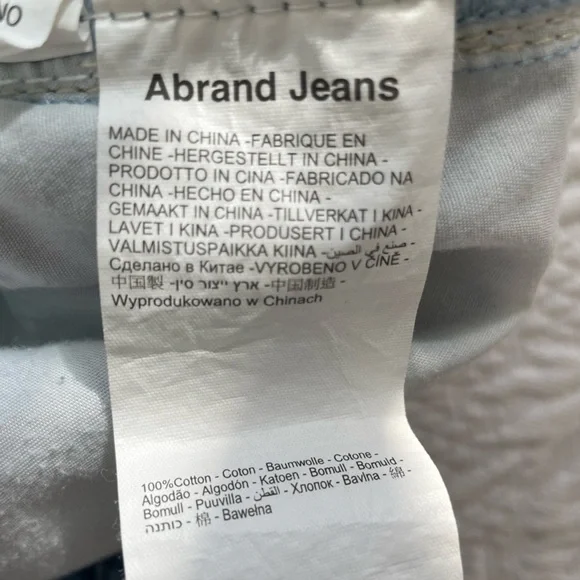 NO
Abrand Jeans
MADE IN CHINA -FABRIQUE EN
CHINE -HERGESTELLT IN CHINA -
PRODOTTO IN CINA -FABRICADO NA
CHINA -HECHO EN CHINA -
GEMAAKT IN CHINA -TILLVERKAT I KINA -
LAVET I KINA -PRODUSERT I CHINA -
VALMISTUSPAIKKA KIINA -صنع في الصين -
Сделано в Китае -VYROBENO V ČÍNĚ -
中国製 -ארץ ייצור סין -中国制造 -
Wyprodukowano w Chinach
100%Cotton - Coton - Baumwolle - Cotone -
Algodão - Algodón - Katoen - Bomull - Bomuld -
Bomull - Puuvilla - القطن - Хлопок - Bavlna - 綿 -
כותנה - 棉 - Bawełna